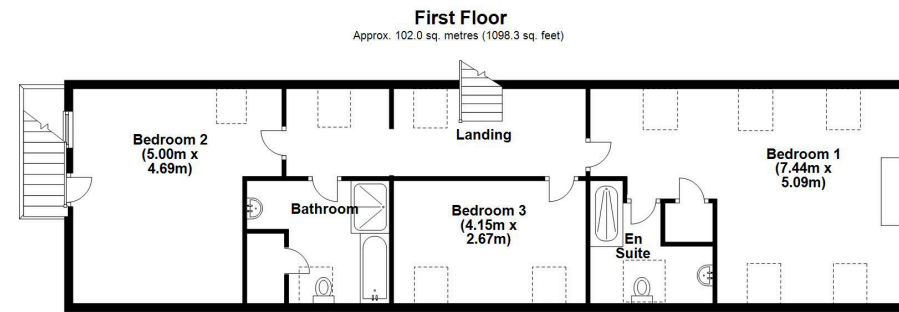 First Floor
Approx. 102.0 sq. metres (1098.3 sq. feet)
Bedroom 2
(5.00m x
4.69m)
Landing
Bedroom 1
(7.44m x
5.09m)
Bathroom
Bedroom 3
(4.15m x
2.67m)
En
Suite